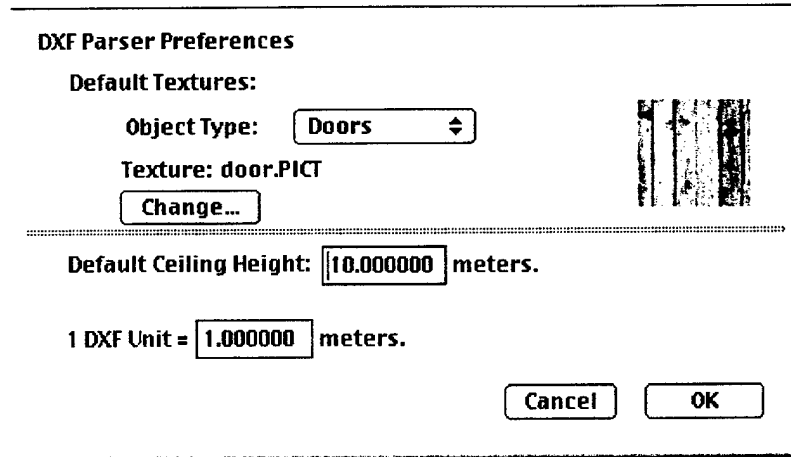 DXF Parser Preferences
Default Textures:
Object Type: Doors
Texture: door.PICT
Change...
Default Ceiling Height: 10.000000 meters.
1 DXF Unit = 1.000000 meters.
Cancel OK